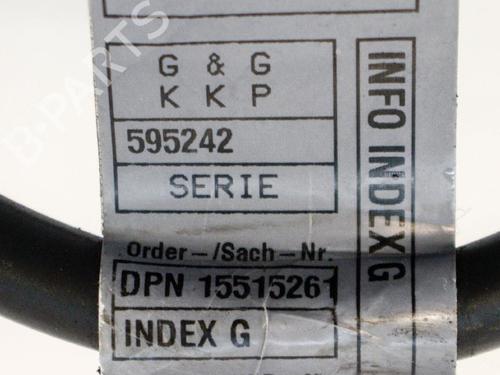 G & G
K K P
595242
SERIE
Order-/Sach-Nr.
DPN 15515261
INDEX G
INFO INDEX G
B-PARTS